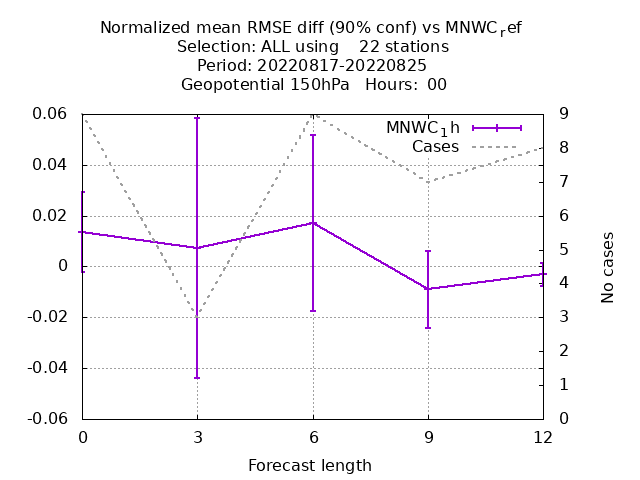 Normalized mean RMSE diff (90% conf) vs MNWC_ref
Selection: ALL using    22 stations
Period: 20220817-20220825
Geopotential 150hPa   Hours:  00
MNWC_1h
Cases
0.06
0.04
0.02
0
-0.02
-0.04
-0.06
9
8
7
6
5
4
3
2
1
0
No cases
0 3 6 9 12
Forecast length